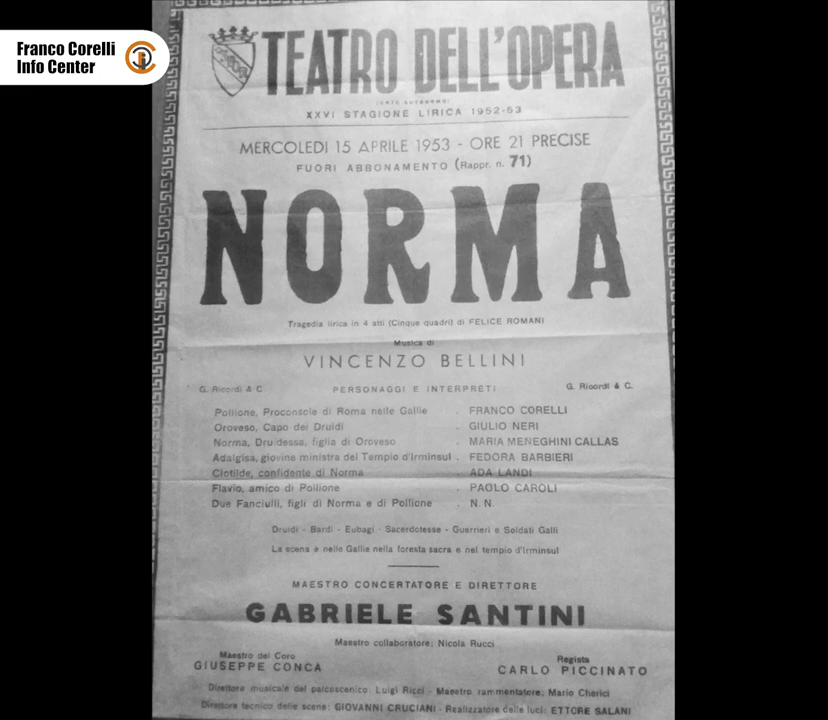 Franco Corelli
Info Center
TEATRO DELL'OPERA
(ENTE AUTONOMO)
XXVI STAGIONE LIRICA 1952-53
MERCOLEDI 15 APRILE 1953 - ORE 21 PRECISE
FUORI ABBONAMENTO (Rappr. n. 71)
NORMA
Tragedia lirica in 4 atti (Cinque quadri) di FELICE ROMANI
Musica di
VINCENZO BELLINI
G. Ricordi & C. PERSONAGGI E INTERPRETI G. Ricordi & C.
Pollione, Proconsole di Roma nelle Gallie . FRANCO CORELLI
Oroveso, Capo dei Druidi . GIULIO NERI
Norma, Druidessa, figlia di Oroveso . MARIA MENEGHINI CALLAS
Adalgisa, giovine ministra del Tempio d'Irminsul . FEDORA BARBIERI
Clotilde, confidente di Norma . ADA LANDI
Flavio, amico di Pollione . PAOLO CAROLI
Due Fanciulli, figli di Norma e di Pollione . N. N.
Druidi - Bardi - Eubagi - Sacerdotesse - Guerrieri e Soldati Galli
La scena è nelle Gallie nella foresta sacra e nel tempio d'Irminsul
MAESTRO CONCERTATORE E DIRETTORE
GABRIELE SANTINI
Maestro collaboratore: Nicola Rucci
Maestro del Coro
GIUSEPPE CONCA
Regista
CARLO PICCINATO
Direttore musicale del palcoscenico: Luigi Ricci - Maestro rammentatore: Mario Cherici
Direttore tecnico delle scene: GIOVANNI CRUCIANI - Realizzatore delle luci: ETTORE SALANI